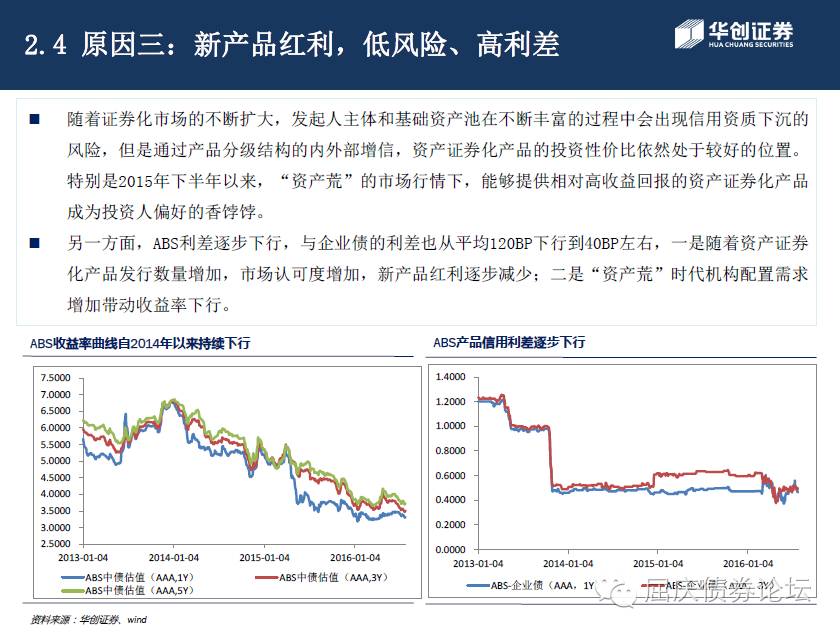 2.4 原因三：新产品红利，低风险、高利差
华创证券
HUA CHUANG SECURITIES
随着证券化市场的不断扩大，发起人主体和基础资产池在不断丰富的过程中会出现信用资质下沉的
风险，但是通过产品分级结构的内外部增信，资产证券化产品的投资性价比依然处于较好的位置。
特别是2015年下半年以来，“资产荒”的市场行情下，能够提供相对高收益回报的资产证券化产品
成为投资人偏好的香饽饽。
另一方面，ABS利差逐步下行，与企业债的利差也从平均120BP下行到40BP左右，一是随着资产证券
化产品发行数量增加，市场认可度增加，新产品红利逐步减少；二是“资产荒”时代机构配置需求
增加带动收益率下行。
ABS收益率曲线自2014年以来持续下行
7.5000
7.0000
6.5000
6.0000
5.5000
5.0000
4.5000
4.0000
3.5000
3.0000
2.5000
2013-01-04 2014-01-04 2015-01-04 2016-01-04
ABS中债估值（AAA,1Y） ABS中债估值（AAA,3Y）
ABS中债估值（AAA,5Y）
ABS产品信用利差逐步下行
1.4000
1.2000
1.0000
0.8000
0.6000
0.4000
0.2000
0.0000
2013-01-04 2014-01-04 2015-01-04 2016-01-04
ABS-企业债（AAA，1Y ABS-企业债（AAA，3Y）
屈庆债券论坛
资料来源：华创证券、wind